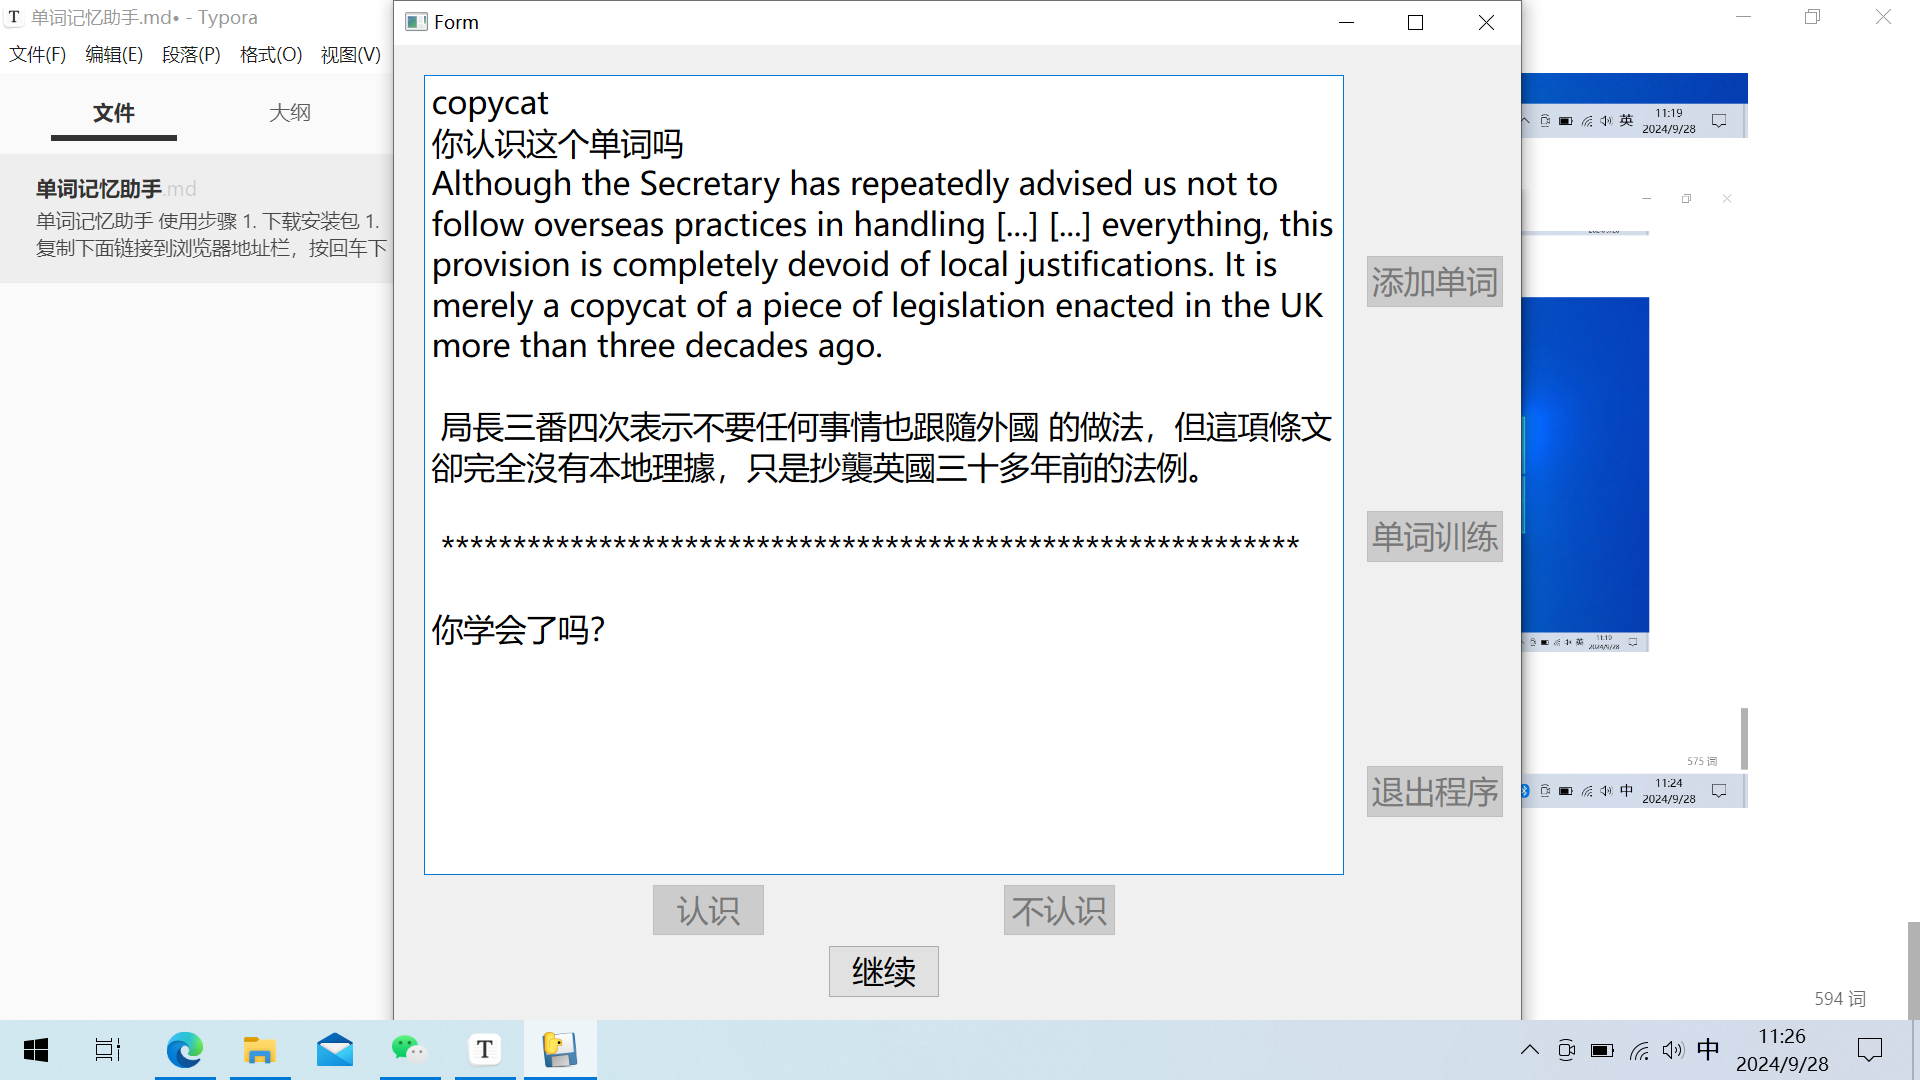 单词记忆助手.md• - Typora
文件(F) 编辑(E) 段落(P) 格式(O) 视图(V)
文件 大纲
单词记忆助手.md
单词记忆助手 使用步骤 1. 下载安装包 1.
复制下面链接到浏览器地址栏，按回车下
Form
copycat
你认识这个单词吗
Although the Secretary has repeatedly advised us not to
follow overseas practices in handling [...] [...] everything, this
provision is completely devoid of local justifications. It is
merely a copycat of a piece of legislation enacted in the UK
more than three decades ago.
局長三番四次表示不要任何事情也跟隨外國 的做法，但這項條文
卻完全沒有本地理據，只是抄襲英國三十多年前的法例。
************************************************************
你学会了吗？
添加单词
单词训练
退出程序
认识 不认识
继续
英 11:19
2024/9/28
英 11:19
2024/9/28
575 词
中 11:24
2024/9/28
594 词
T
中 11:26
2024/9/28